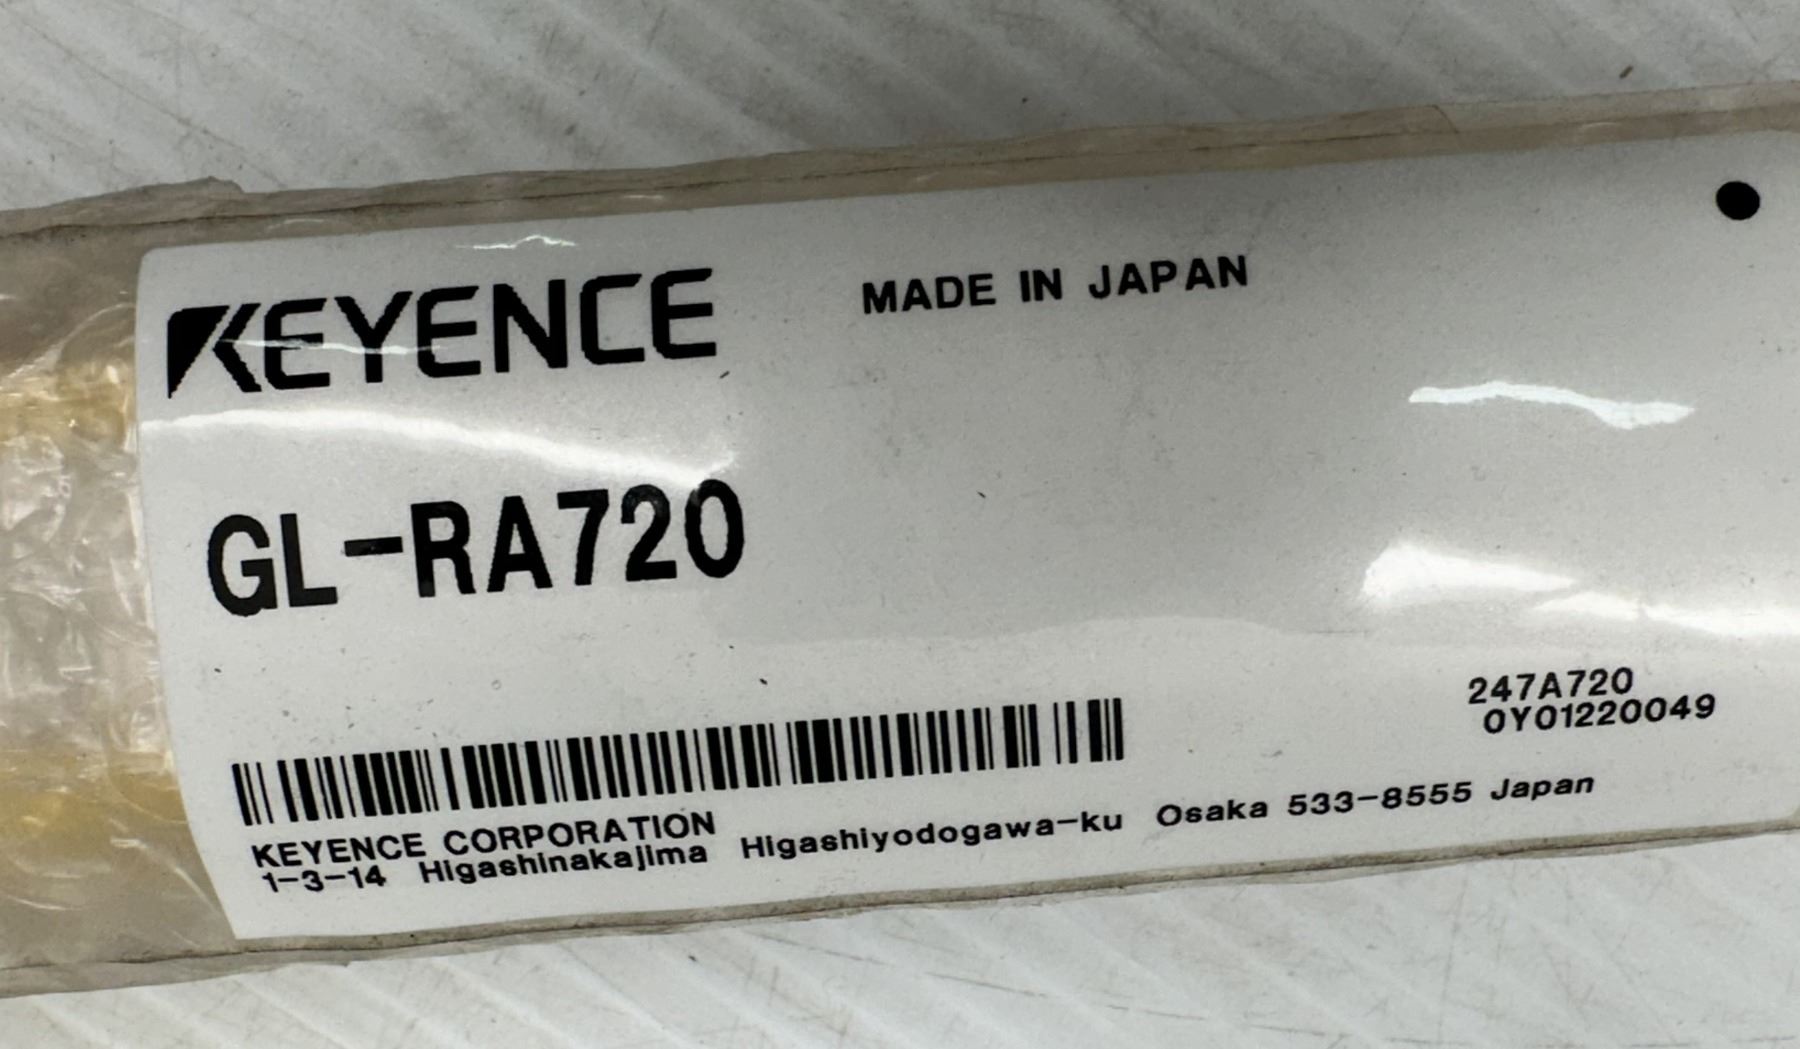 KEYENCE MADE IN JAPAN
GL-RA720
247A720
0Y01220049
KEYENCE CORPORATION
1-3-14 Higashinakajima Higashiyodogawa-ku Osaka 533-8555 Japan